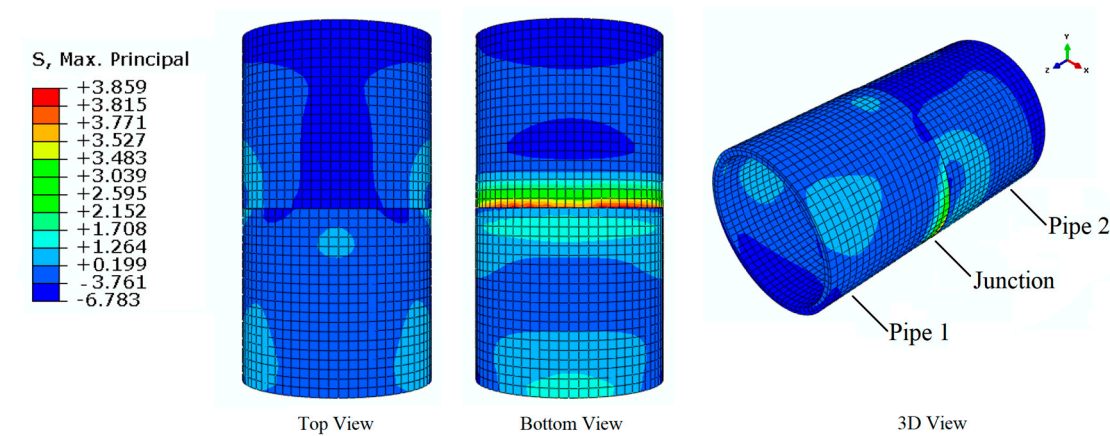 S, Max. Principal
+3.859
+3.815
+3.771
+3.527
+3.483
+3.039
+2.595
+2.152
+1.708
+1.264
+0.199
-3.761
-6.783
Y
Z
X
Pipe 2
Junction
Pipe 1
Top View
Bottom View
3D View